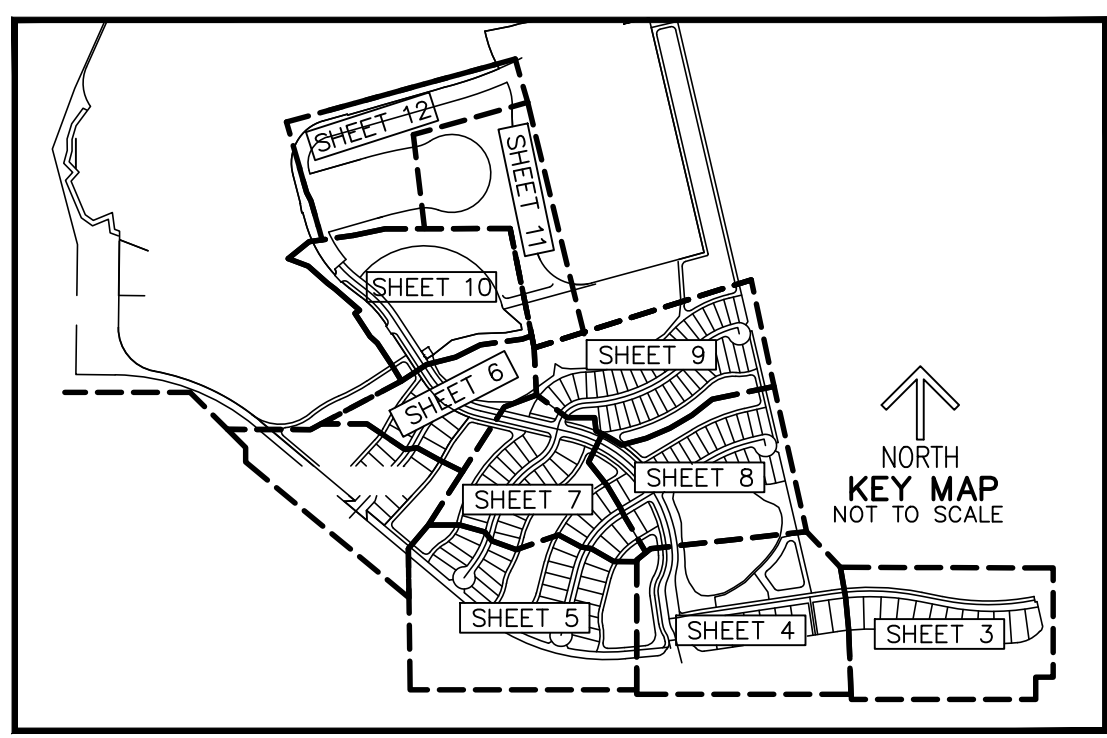 SHEET 12
SHEET 11
SHEET 10
SHEET 9
SHEET 6
SHEET 8
SHEET 7
NORTH
KEY MAP
NOT TO SCALE
SHEET 5
SHEET 4
SHEET 3